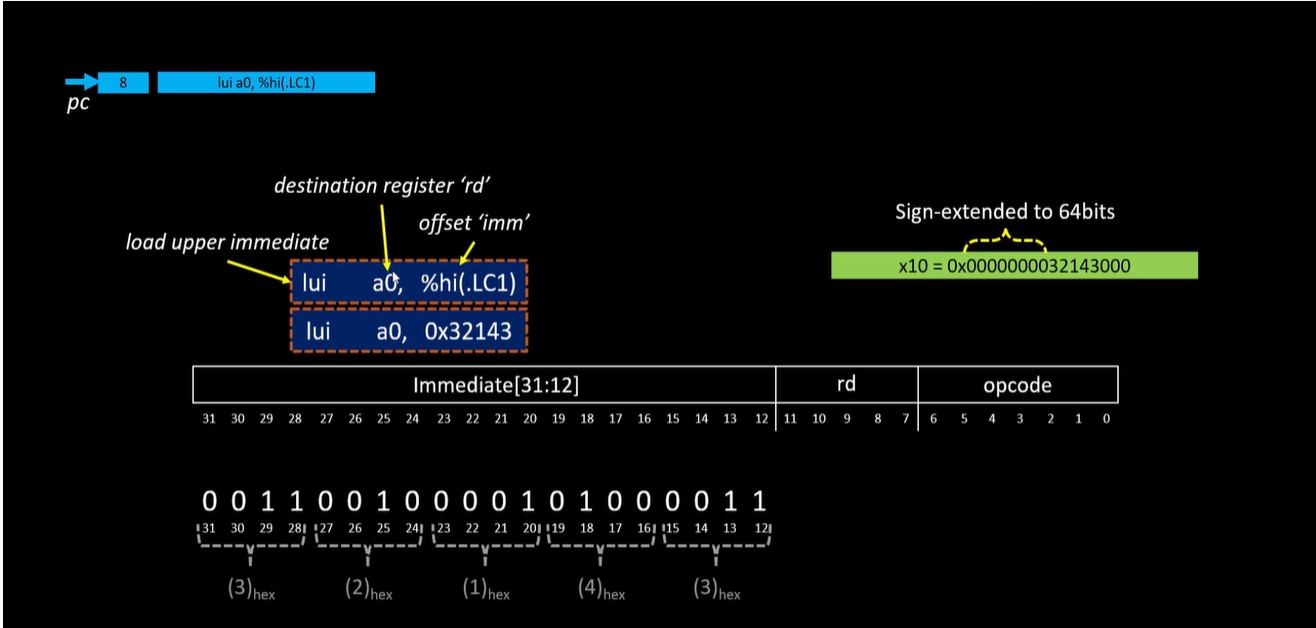 8 lui a0, %hi(.LC1)
pc
destination register ‘rd’
offset ‘imm’
load upper immediate
Sign-extended to 64bits
x10 = 0x0000000032143000
lui a0, %hi(.LC1)
lui a0, 0x32143
Immediate[31:12] rd opcode
31 30 29 28 27 26 25 24 23 22 21 20 19 18 17 16 15 14 13 12 11 10 9 8 7 6 5 4 3 2 1 0
0 0 1 1 0 0 1 0 0 0 0 1 0 1 0 0 0 0 1 1
31 30 29 28 27 26 25 24 23 22 21 20 19 18 17 16 15 14 13 12
(3)hex (2)hex (1)hex (4)hex (3)hex